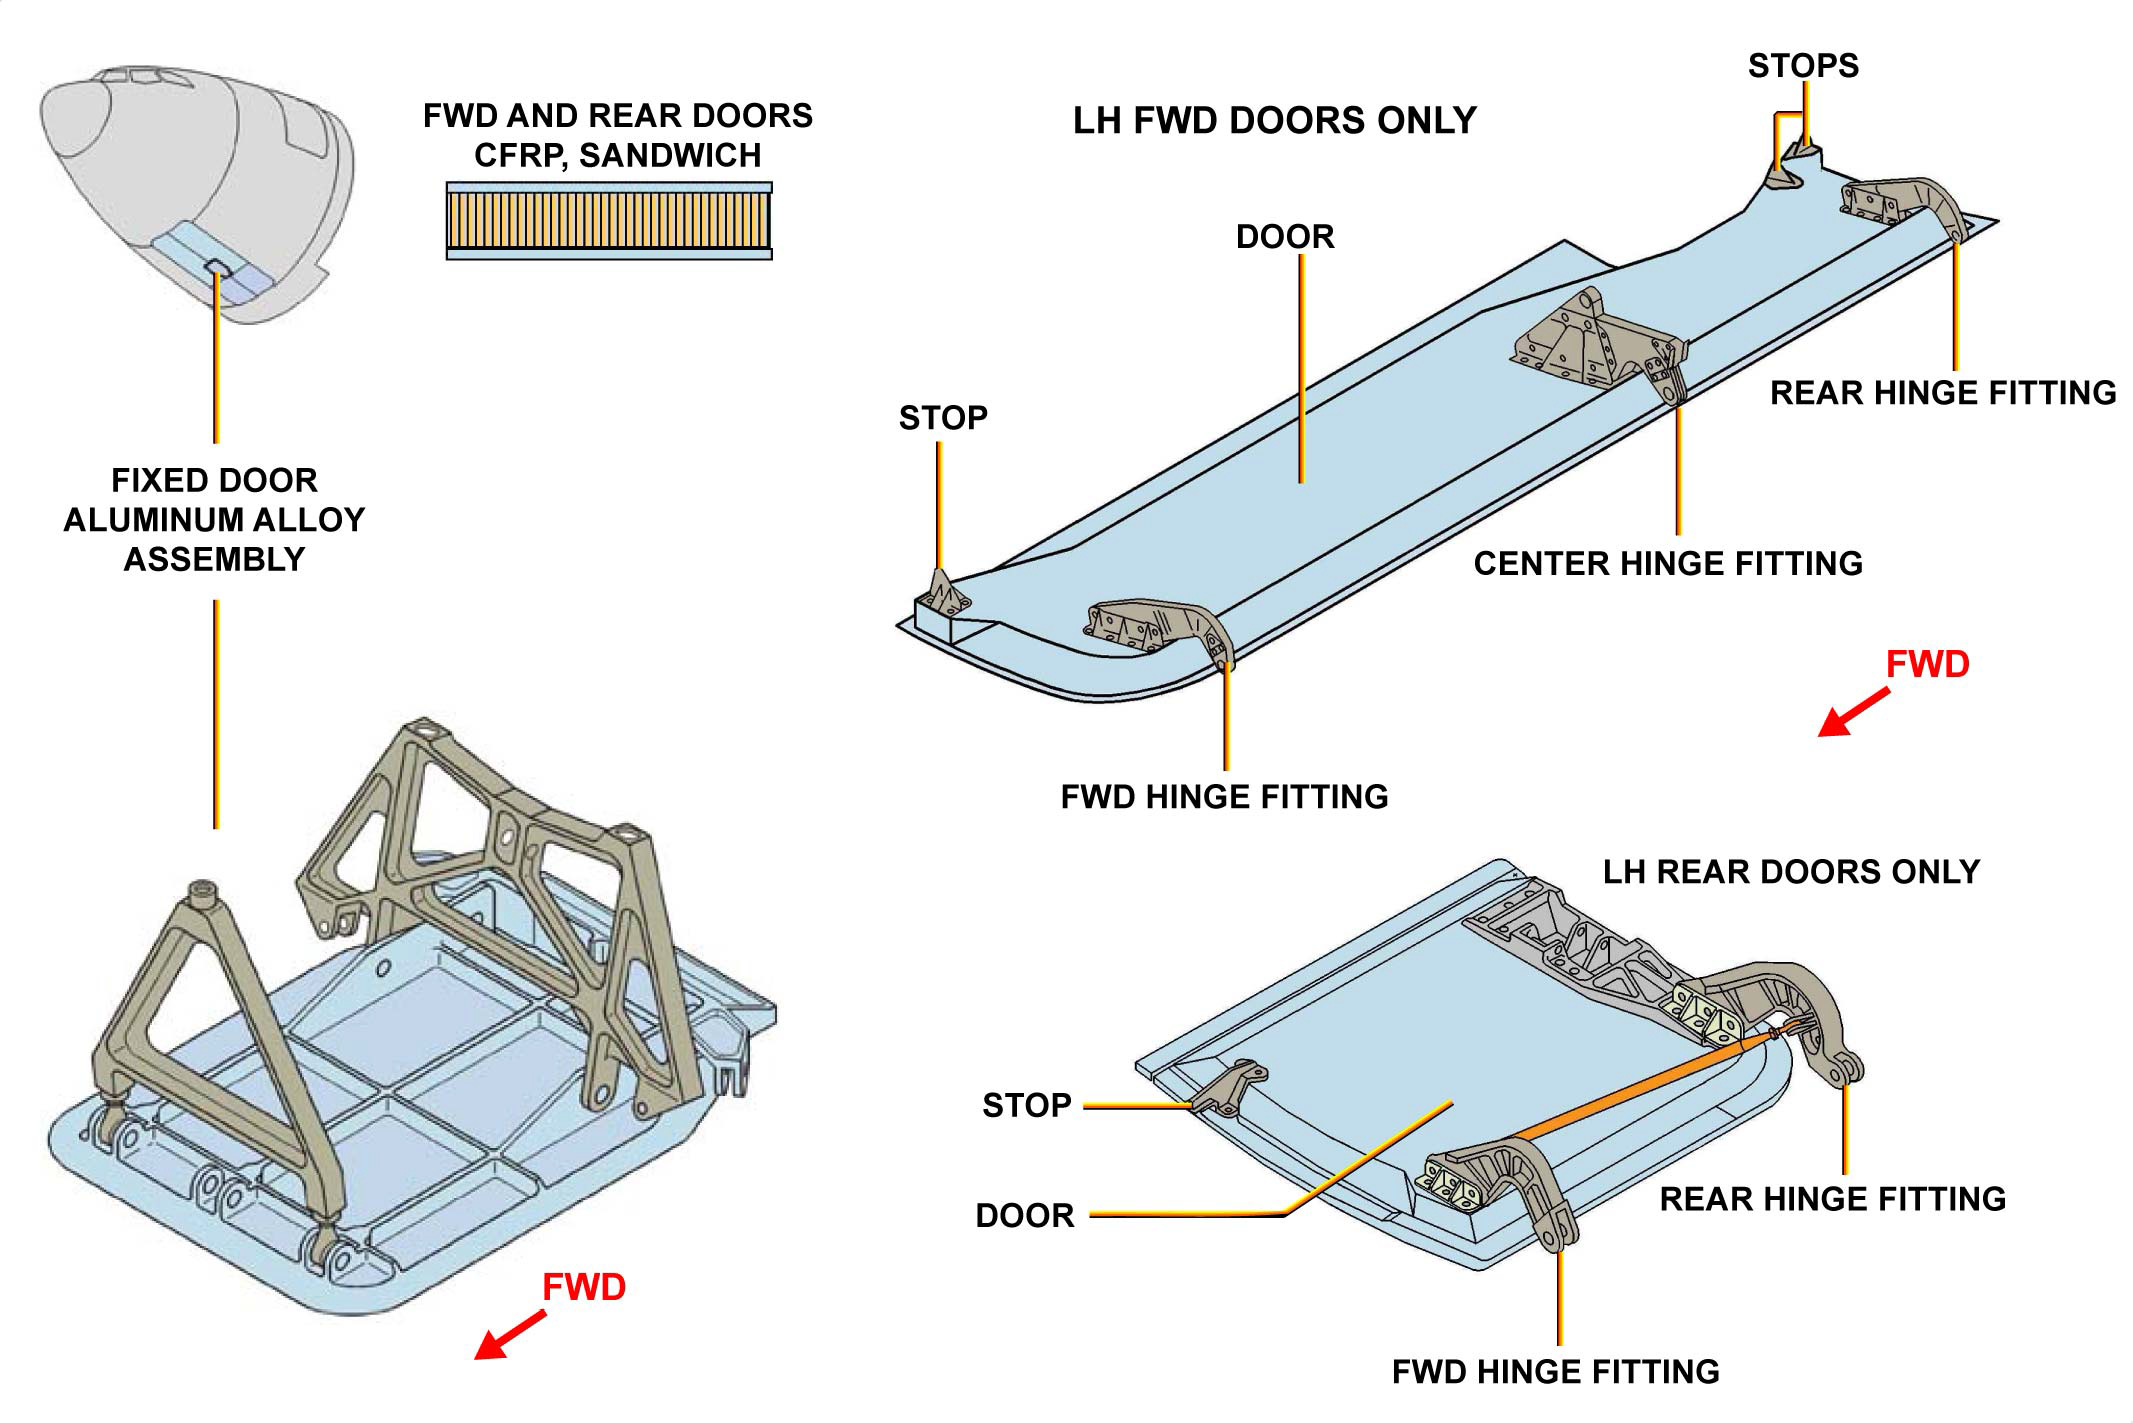 FWD AND REAR DOORS
CFRP, SANDWICH
FIXED DOOR
ALUMINUM ALLOY
ASSEMBLY
FWD
LH FWD DOORS ONLY
STOPS
DOOR
STOP
REAR HINGE FITTING
CENTER HINGE FITTING
FWD HINGE FITTING
FWD
LH REAR DOORS ONLY
STOP
DOOR
REAR HINGE FITTING
FWD HINGE FITTING